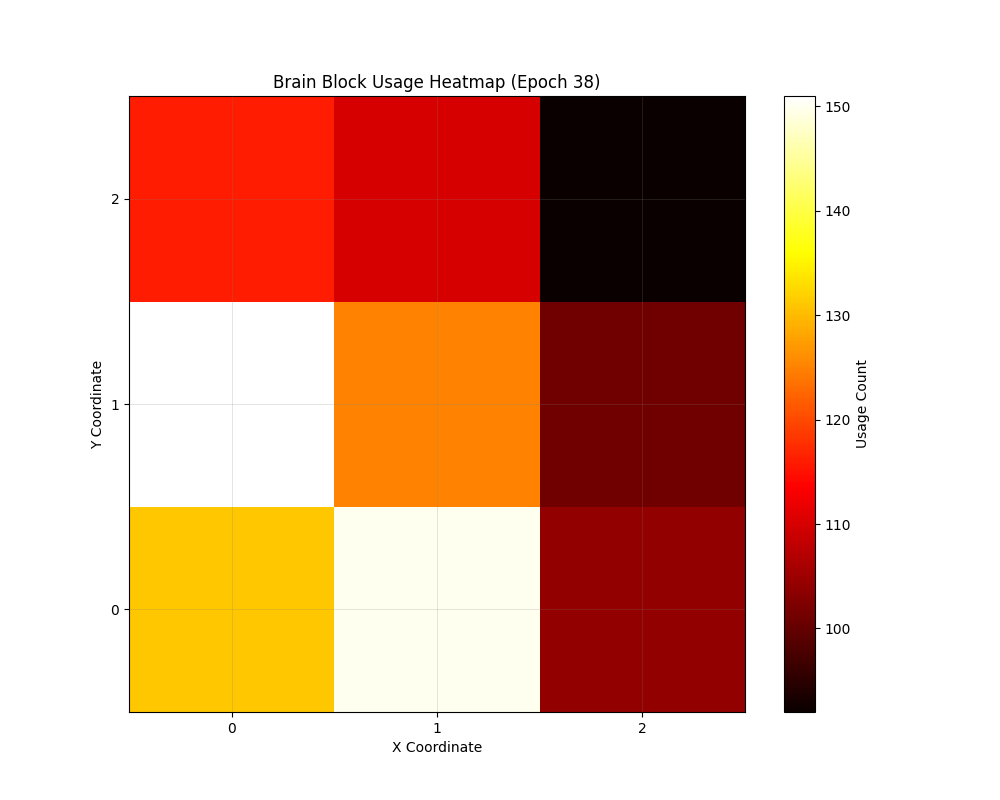 Brain Block Usage Heatmap (Epoch 38)
150
140
130
120
110
100
Usage Count
2
1
0
Y Coordinate
0 1 2
X Coordinate